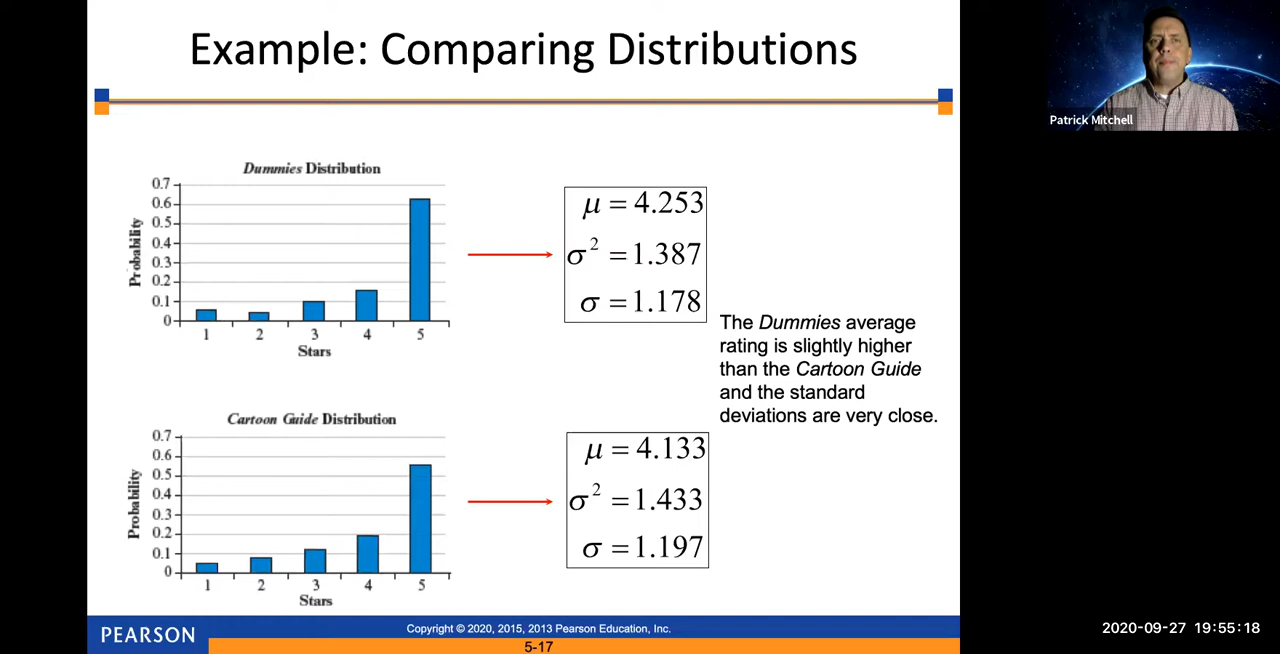 Example: Comparing Distributions
Patrick Mitchell
Dummies Distribution
0.7
0.6
0.5
0.4
0.3
0.2
0.1
0
Probability
1 2 3 4 5
Stars
μ = 4.253
σ² = 1.387
σ = 1.178
The Dummies average
rating is slightly higher
than the Cartoon Guide
and the standard
deviations are very close.
Cartoon Guide Distribution
0.7
0.6
0.5
0.4
0.3
0.2
0.1
0
Probability
1 2 3 4 5
Stars
μ = 4.133
σ² = 1.433
σ = 1.197
PEARSON
Copyright © 2020, 2015, 2013 Pearson Education, Inc.
5-17
2020-09-27 19:55:18